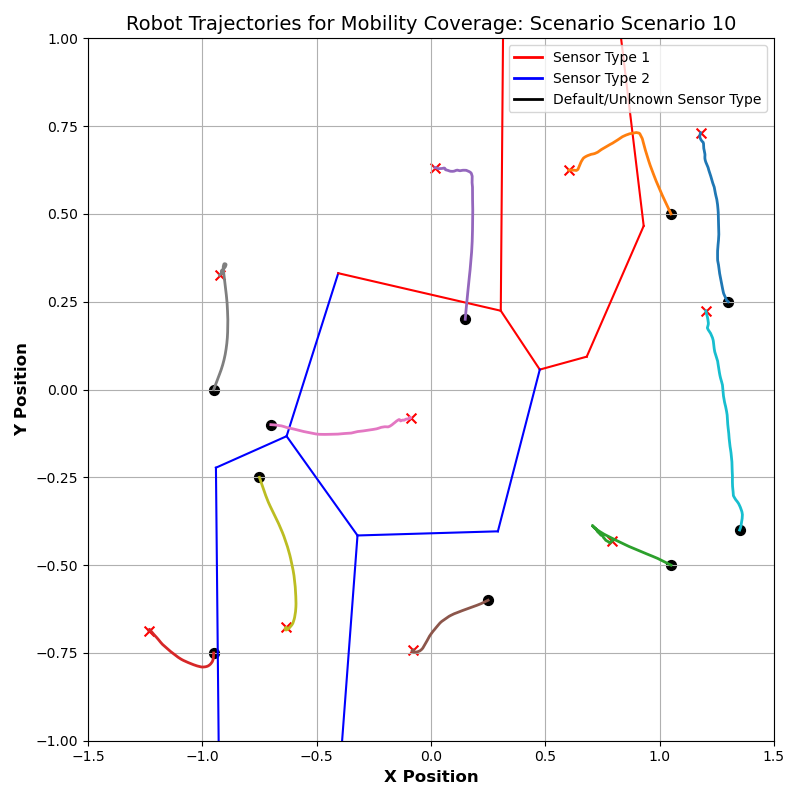 Robot Trajectories for Mobility Coverage: Scenario Scenario 10
Sensor Type 1
Sensor Type 2
Default/Unknown Sensor Type
Y Position
1.00
0.75
0.50
0.25
0.00
−0.25
−0.50
−0.75
−1.00
−1.5
−1.0
−0.5
0.0
0.5
1.0
1.5
X Position